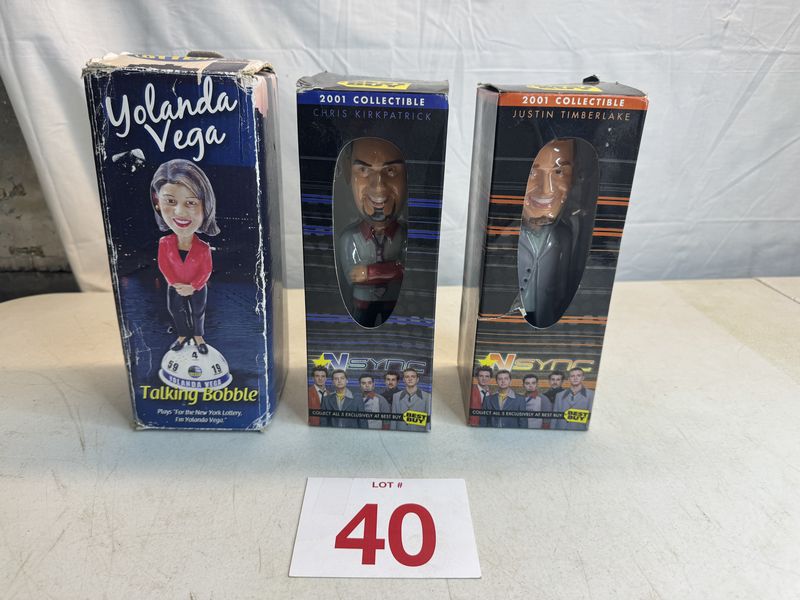 Yolanda
Vega
4
59 19
YOLANDA VEGA
Talking Bobble
Plays "For the New York Lottery,
I'm Yolanda Vega."
2001 COLLECTIBLE
CHRIS KIRKPATRICK
NSYNC
COLLECT ALL 5 EXCLUSIVELY AT BEST BUY
BEST
BUY
2001 COLLECTIBLE
JUSTIN TIMBERLAKE
NSYNC
COLLECT ALL 5 EXCLUSIVELY AT BEST BUY
BEST
BUY
LOT #
40